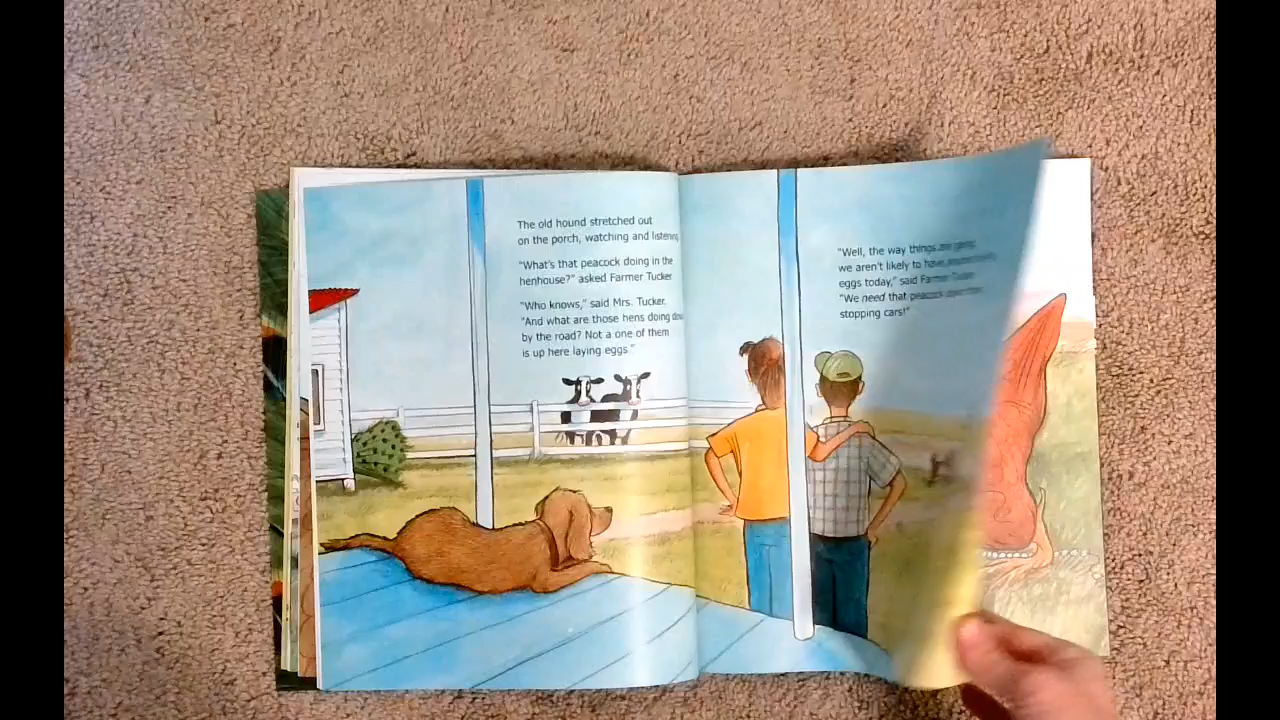 The old hound stretched out
on the porch, watching and listening.
"What's that peacock doing in the
henhouse?" asked Farmer Tucker.
"Who knows," said Mrs. Tucker.
"And what are those hens doing down
by the road? Not a one of them
is up here laying eggs."
"Well, the way things are going,
we aren't likely to have
eggs today," said Farmer Tucker.
"We need that peacock
stopping cars!"